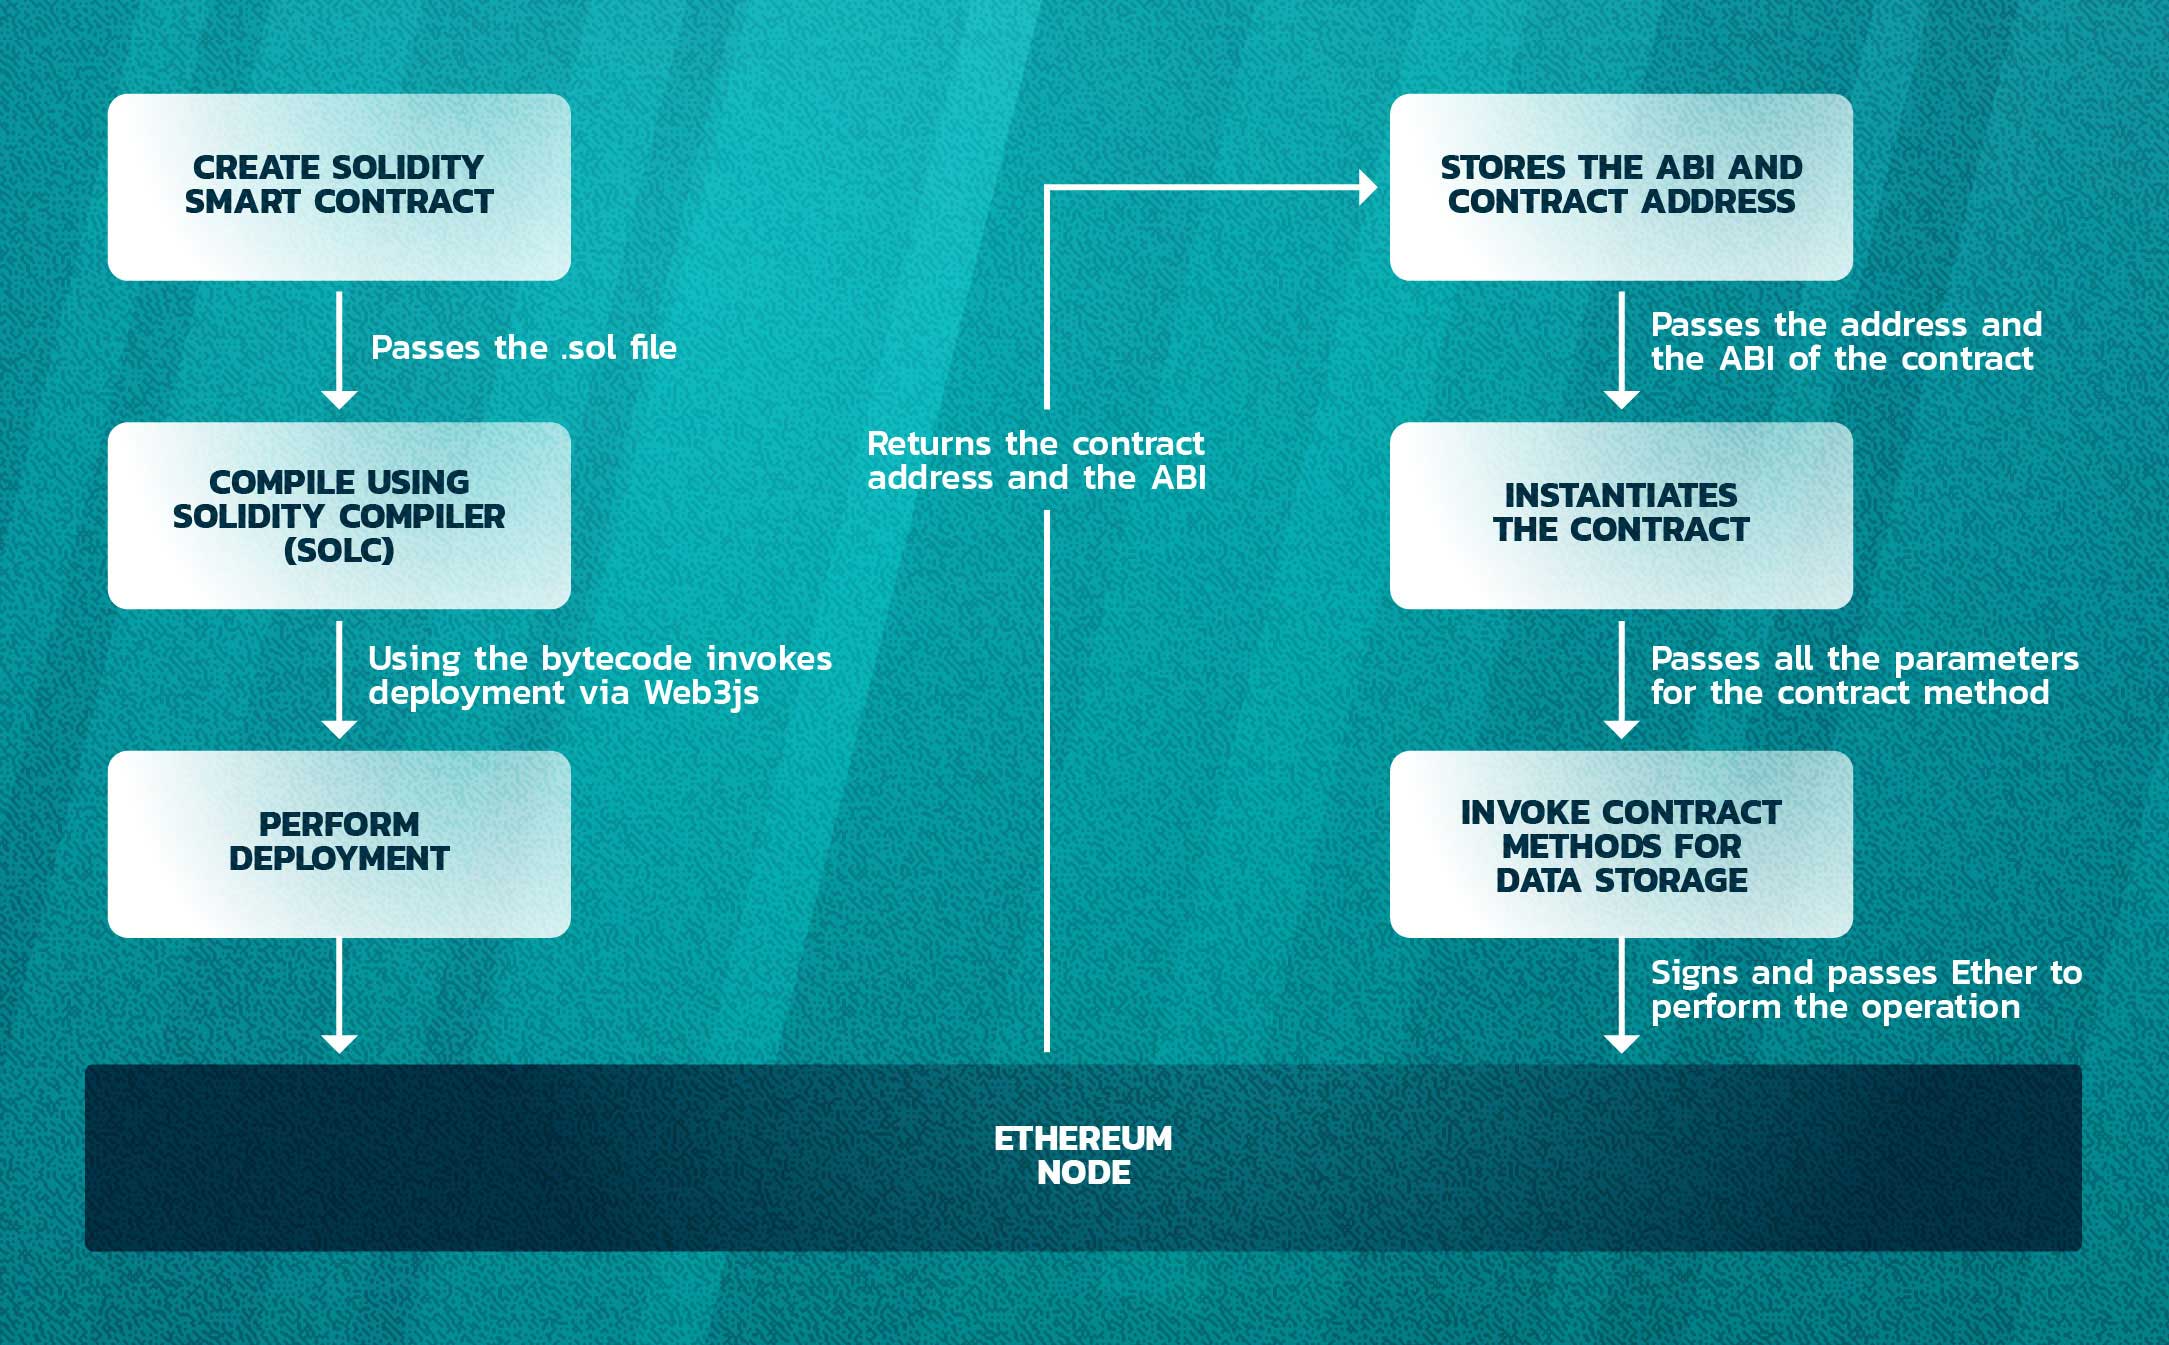 CREATE SOLIDITY
SMART CONTRACT
Passes the .sol file
COMPILE USING
SOLIDITY COMPILER
(SOLC)
Using the bytecode invokes
deployment via Web3js
PERFORM
DEPLOYMENT
Returns the contract
address and the ABI
STORES THE ABI AND
CONTRACT ADDRESS
Passes the address and
the ABI of the contract
INSTANTIATES
THE CONTRACT
Passes all the parameters
for the contract method
INVOKE CONTRACT
METHODS FOR
DATA STORAGE
Signs and passes Ether to
perform the operation
ETHEREUM
NODE